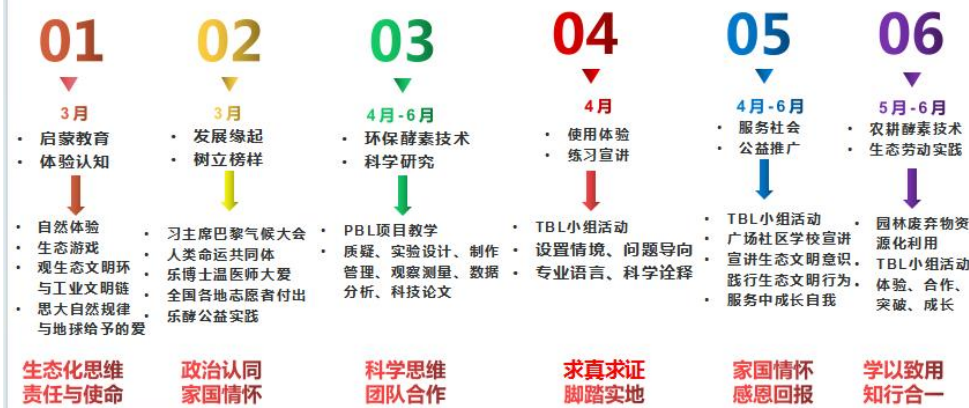 01
3月
启蒙教育
体验认知
自然体验
生态游戏
观生态文明环
与工业文明链
思大自然规律
与地球给予的爱
生态化思维
责任与使命
02
3月
发展缘起
树立榜样
习主席巴黎气候大会
人类命运共同体
乐博士温医师大爱
全国各地志愿者付出
乐酵公益实践
政治认同
家国情怀
03
4月-6月
环保酵素技术
科学研究
PBL项目教学
质疑、实验设计、制作
管理、观察测量、数据
分析、科技论文
科学思维
团队合作
04
4月
使用体验
练习宣讲
TBL小组活动
设置情境、问题导向
专业语言、科学诠释
求真求证
脚踏实地
05
4月-6月
服务社会
公益推广
TBL小组活动
广场社区学校宣讲
宣讲生态文明意识
践行生态文明行为
服务中成长自我
家国情怀
感恩回报
06
5月-6月
农耕酵素技术
生态劳动实践
园林废弃物资
源化利用
TBL小组活动
体验、合作、
突破、成长
学以致用
知行合一